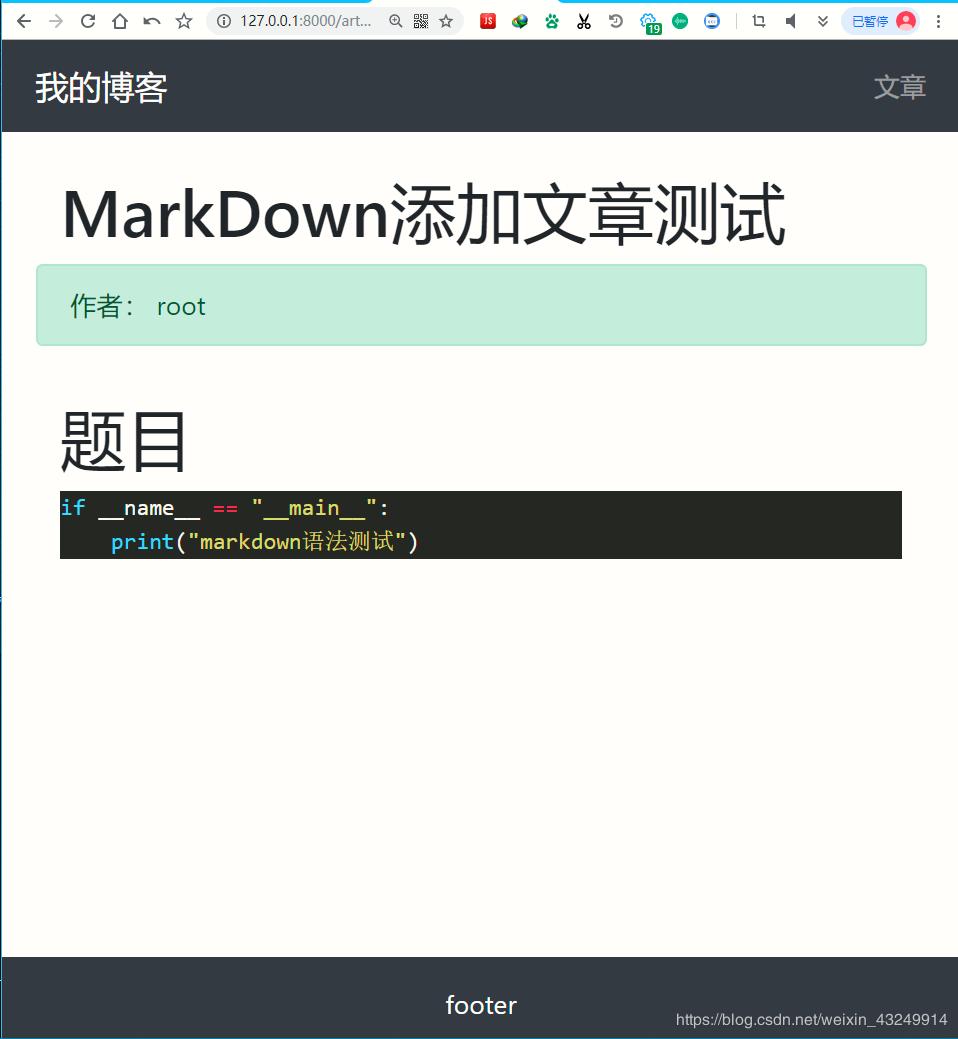 127.0.0.1:8000/art...
JS
19
已暂停
我的博客
文章
MarkDown添加文章测试
作者： root
题目
if __name__ == "__main__":
print("markdown语法测试")
footer
https://blog.csdn.net/weixin_43249914